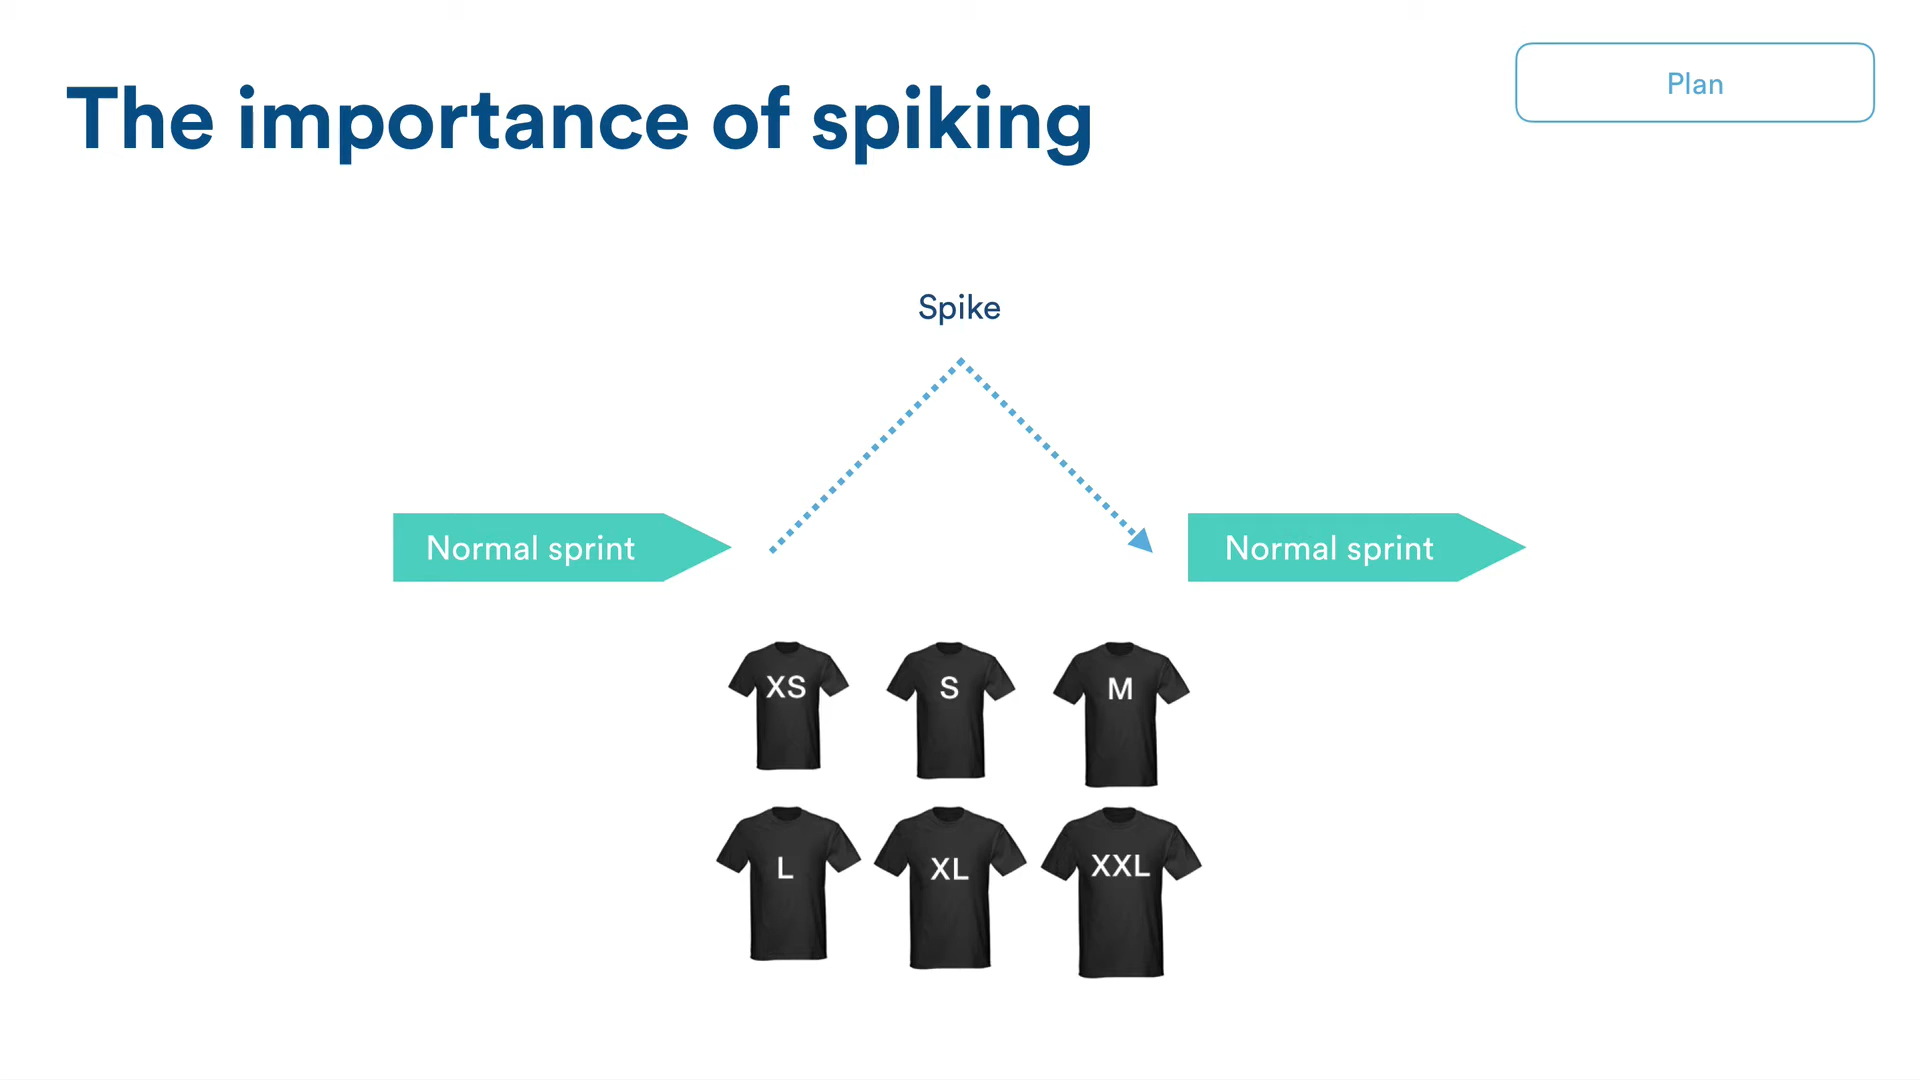 The importance of spiking
Plan
Spike
Normal sprint
Normal sprint
XS
S
M
L
XL
XXL